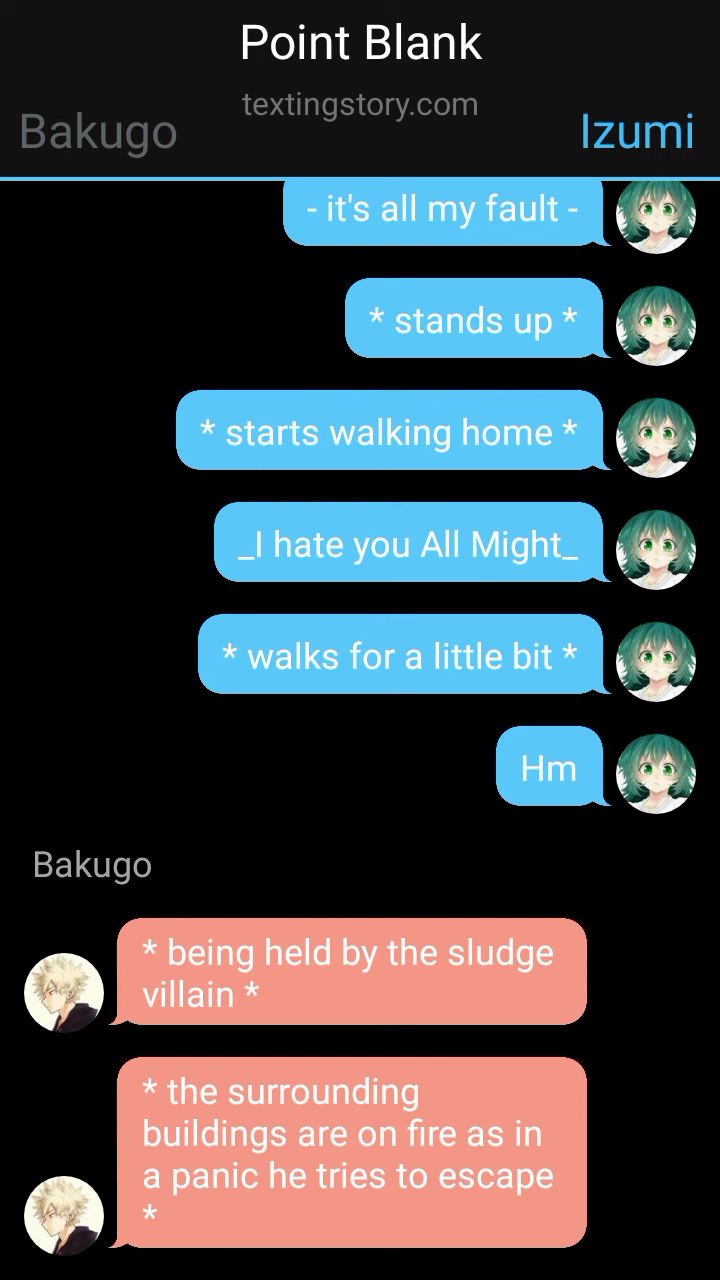 Point Blank
textingstory.com
Bakugo
Izumi
- it's all my fault -
* stands up *
* starts walking home *
_I hate you All Might_
* walks for a little bit *
Hm
Bakugo
* being held by the sludge
villain *
* the surrounding
buildings are on fire as in
a panic he tries to escape
*